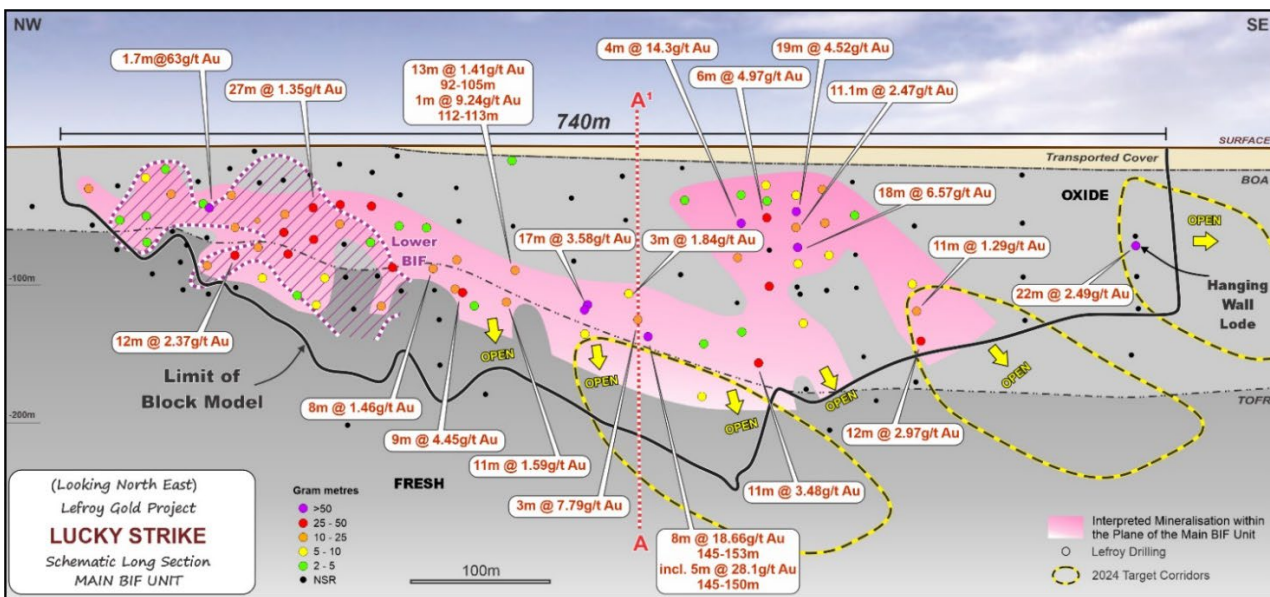 NW
SE
1.7m@63g/t Au
27m @ 1.35g/t Au
13m @ 1.41g/t Au
92-105m
1m @ 9.24g/t Au
112-113m
4m @ 14.3g/t Au
6m @ 4.97g/t Au
19m @ 4.52g/t Au
11.1m @ 2.47g/t Au
A¹
740m
SURFACE
Transported Cover
BOA
OXIDE
18m @ 6.57g/t Au
Lower
BIF
17m @ 3.58g/t Au
3m @ 1.84g/t Au
11m @ 1.29g/t Au
OPEN
22m @ 2.49g/t Au
Hanging
Wall
Lode
-100m
12m @ 2.37g/t Au
Limit of
Block Model
OPEN
OPEN
OPEN
OPEN
OPEN
TOFR
-200m
8m @ 1.46g/t Au
9m @ 4.45g/t Au
11m @ 1.59g/t Au
12m @ 2.97g/t Au
FRESH
3m @ 7.79g/t Au
11m @ 3.48g/t Au
A
8m @ 18.66g/t Au
145-153m
incl. 5m @ 28.1g/t Au
145-150m
(Looking North East)
Lefroy Gold Project
LUCKY STRIKE
Schematic Long Section
MAIN BIF UNIT
Gram metres
>50
25 - 50
10 - 25
5 - 10
2 - 5
NSR
100m
Interpreted Mineralisation within
the Plane of the Main BIF Unit
Lefroy Drilling
2024 Target Corridors